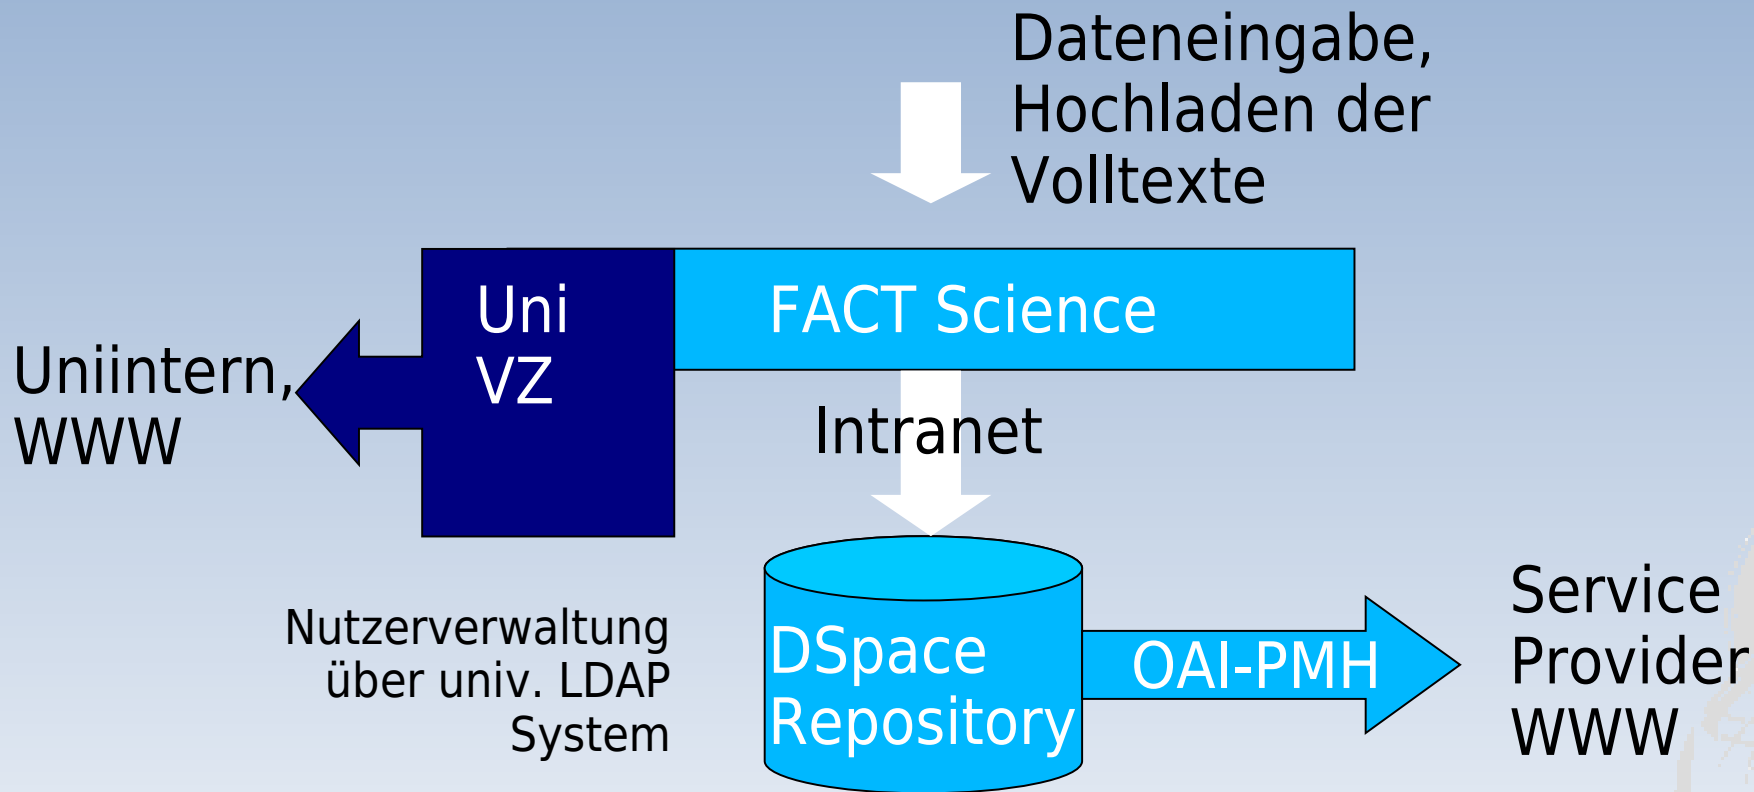 Dateneingabe,
Hochladen der
Volltexte
Uni
VZ
FACT Science
Uniintern,
WWW
Intranet
Nutzerverwaltung
über univ. LDAP
System
DSpace
Repository
OAI-PMH
Service
Provider
WWW